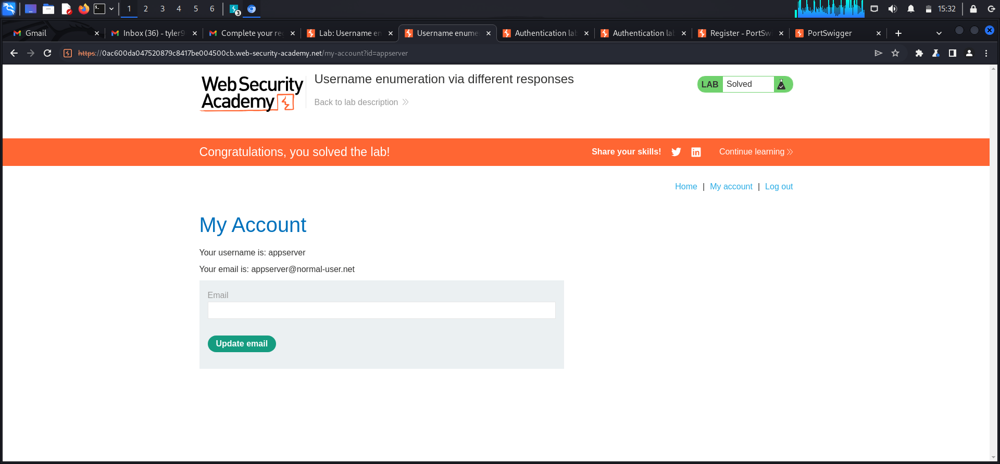 1 2 3 4 5 6 3 15:32
Gmail Inbox (36) - tyler9 Complete your re Lab: Username en Username enume Authentication lab Authentication lab Register - PortSw PortSwigger
https://0ac600da047520879c8417be004500cb.web-security-academy.net/my-account?id=appserver
Web Security
Academy
Username enumeration via different responses
Back to lab description
LAB Solved
Congratulations, you solved the lab!
Share your skills!
Continue learning
Home | My account | Log out
My Account
Your username is: appserver
Your email is: appserver@normal-user.net
Email
Update email